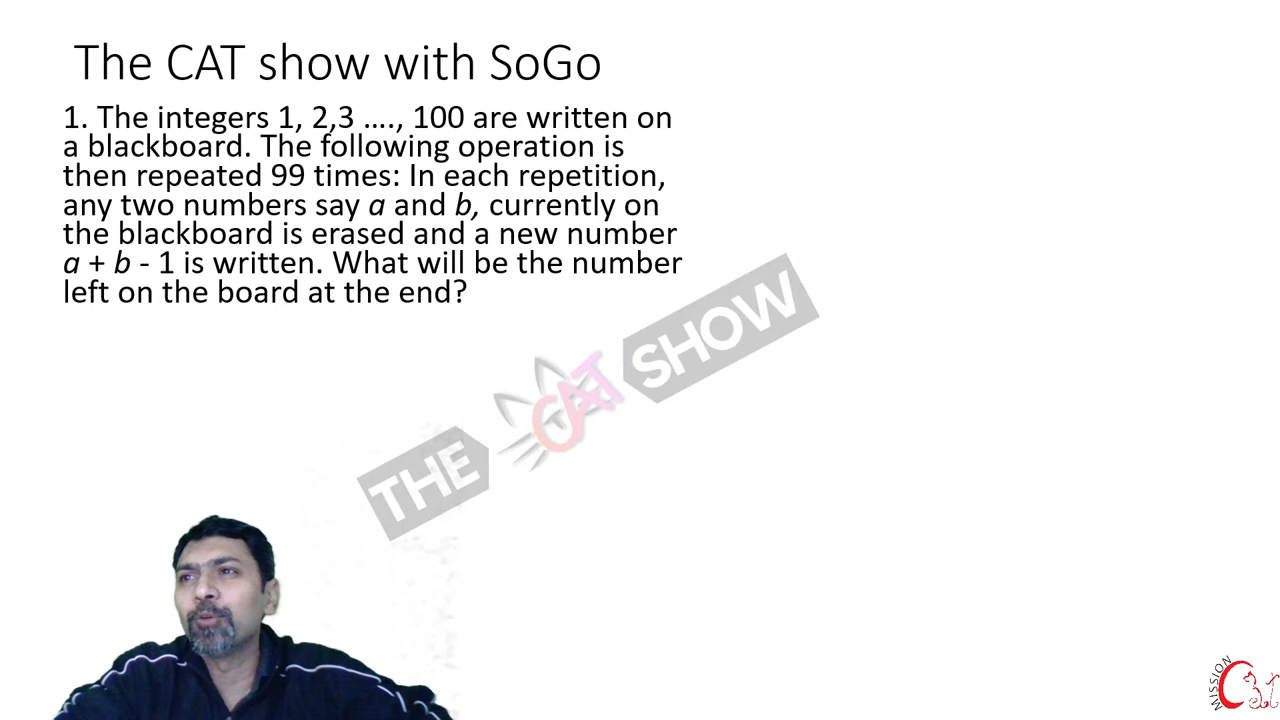 The CAT show with SoGo
1. The integers 1, 2,3 …., 100 are written on
a blackboard. The following operation is
then repeated 99 times: In each repetition,
any two numbers say a and b, currently on
the blackboard is erased and a new number
a + b - 1 is written. What will be the number
left on the board at the end?
THE CAT SHOW
MISSION
Cat